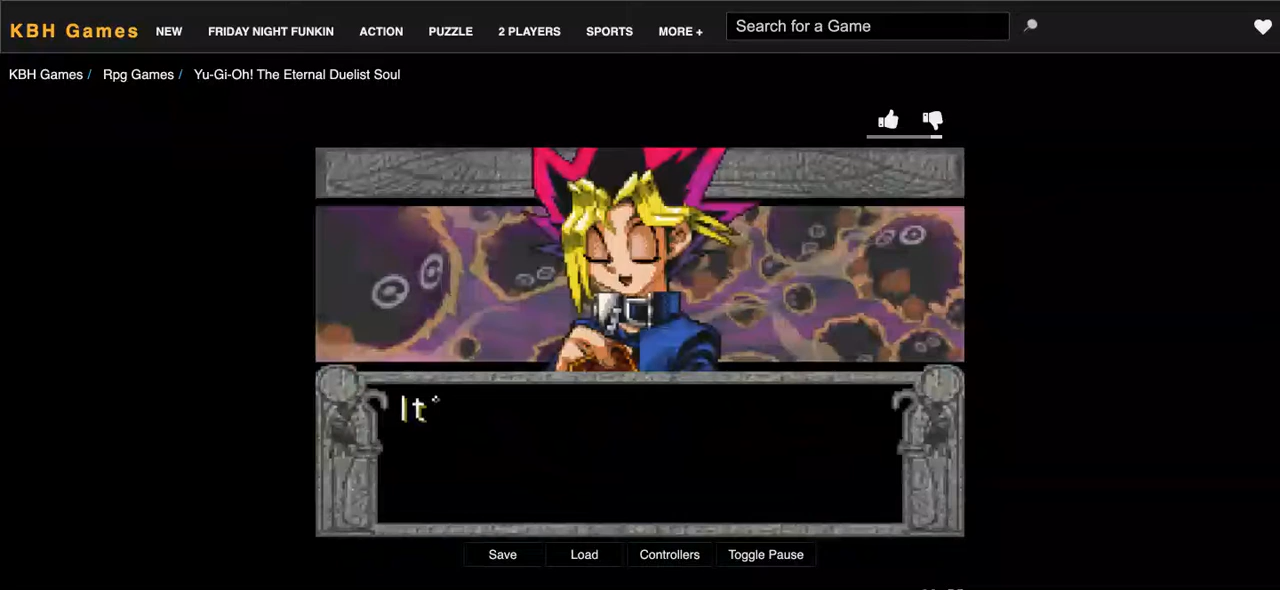 KBH Games
NEW
FRIDAY NIGHT FUNKIN
ACTION
PUZZLE
2 PLAYERS
SPORTS
MORE +
Search for a Game
KBH Games / Rpg Games / Yu-Gi-Oh! The Eternal Duelist Soul
It
Save
Load
Controllers
Toggle Pause